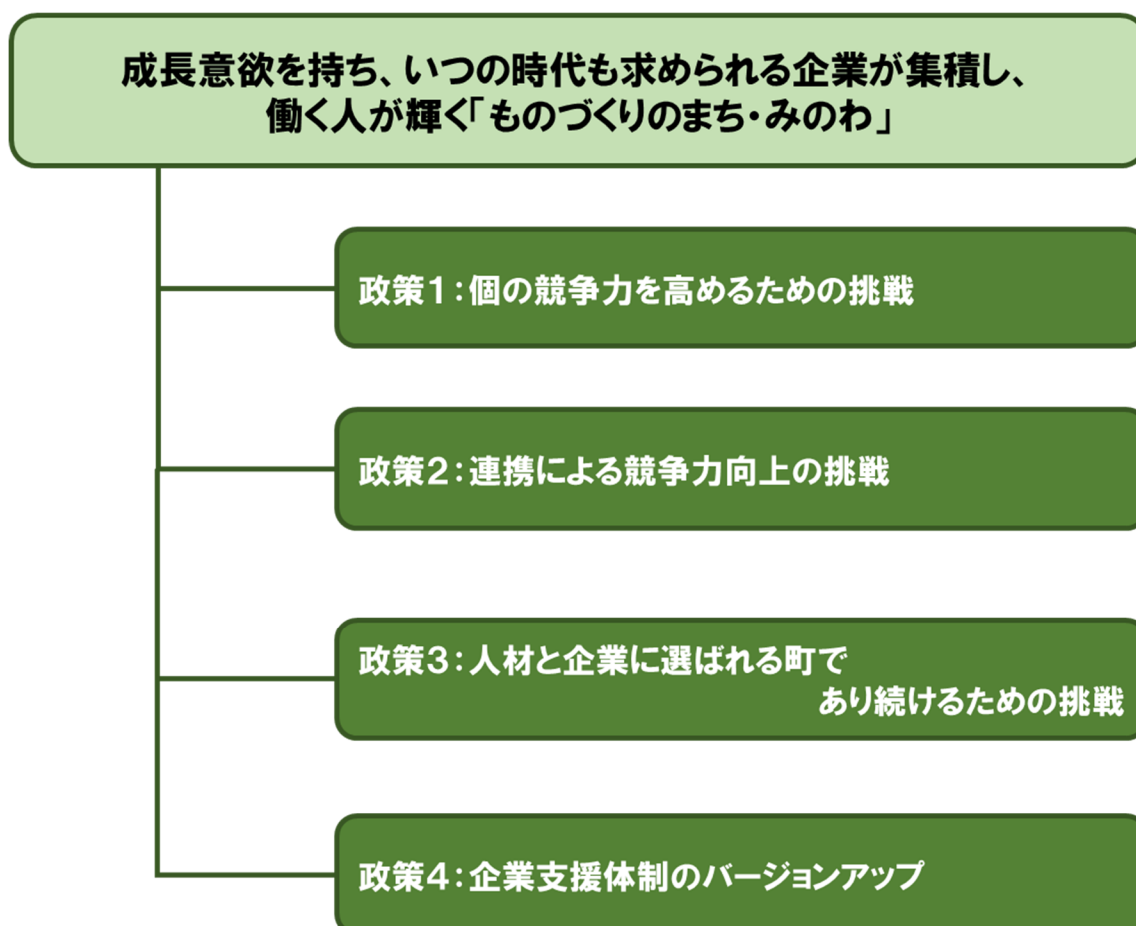 成長意欲を持ち、いつの時代も求められる企業が集積し、
働く人が輝く「ものづくりのまち・みのわ」
政策１：個の競争力を高めるための挑戦
政策２：連携による競争力向上の挑戦
政策３：人材と企業に選ばれる町で
あり続けるための挑戦
政策４：企業支援体制のバージョンアップ